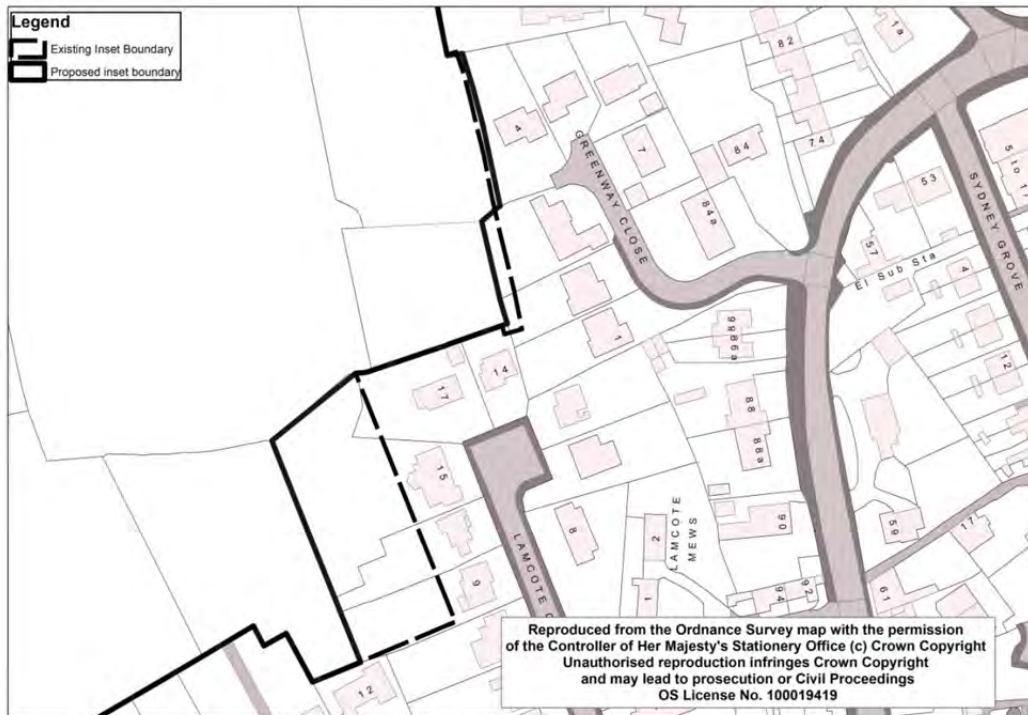 Legend
Existing Inset Boundary
Proposed inset boundary
1a
82
4
GREENWAY CLOSE
7
84
74
84a
53
5 to 1
SYDNEY GROVE
57
El Sub Sta
4
1
14
17
12
88
88a
15
8
9
LAMCOTE
MEWS
2
90
59
17
LAMCOTE
1
94
92
61
12
Reproduced from the Ordnance Survey map with the permission
of the Controller of Her Majesty's Stationery Office (c) Crown Copyright
Unauthorised reproduction infringes Crown Copyright
and may lead to prosecution or Civil Proceedings
OS License No. 100019419